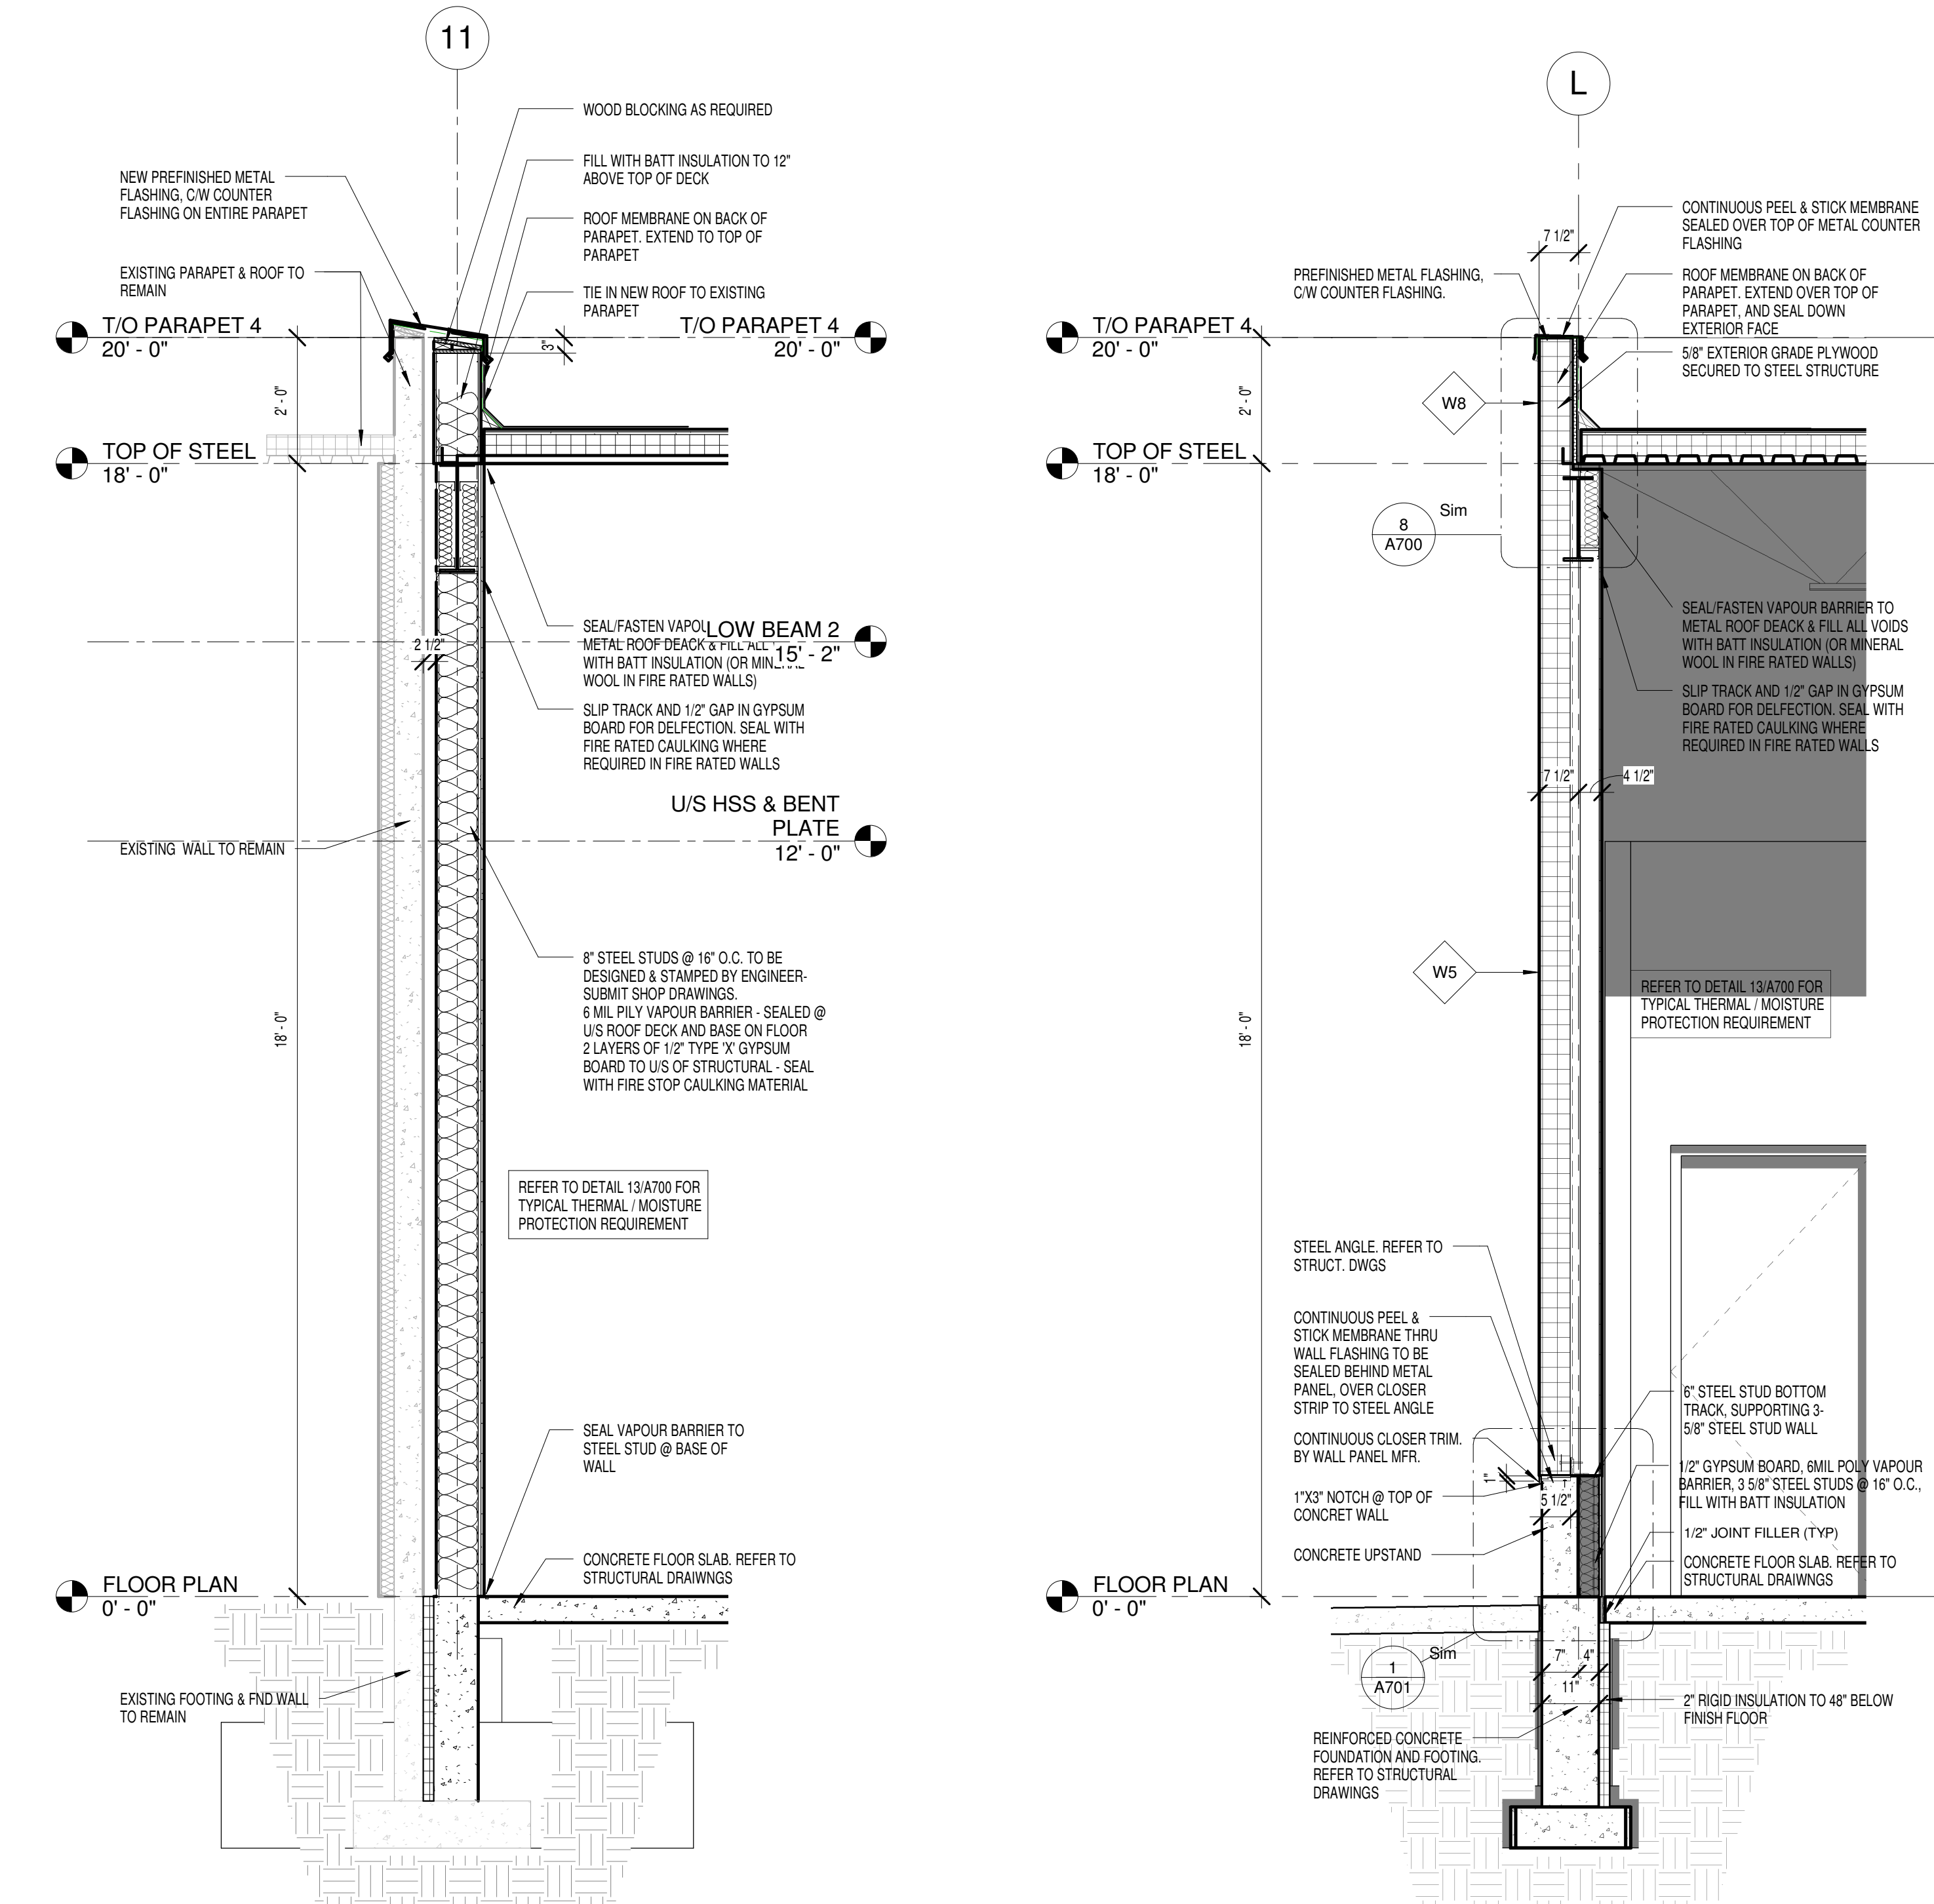 11
WOOD BLOCKING AS REQUIRED
FILL WITH BATT INSULATION TO 12"
ABOVE TOP OF DECK
NEW PREFINISHED METAL
FLASHING, C/W COUNTER
FLASHING ON ENTIRE PARAPET
ROOF MEMBRANE ON BACK OF
PARAPET. EXTEND TO TOP OF
PARAPET
EXISTING PARAPET & ROOF TO
REMAIN
TIE IN NEW ROOF TO EXISTING
PARAPET
T/O PARAPET 4
20' - 0"
T/O PARAPET 4
20' - 0"
3"
2' - 0"
TOP OF STEEL
18' - 0"
SEAL/FASTEN VAPOU
METAL ROOF DEACK & FILL ALL
WITH BATT INSULATION (OR MINERAL
WOOL IN FIRE RATED WALLS)
LOW BEAM 2
15' - 2"
2 1/2"
SLIP TRACK AND 1/2" GAP IN GYPSUM
BOARD FOR DELFECTION. SEAL WITH
FIRE RATED CAULKING WHERE
REQUIRED IN FIRE RATED WALLS
U/S HSS & BENT
PLATE
12' - 0"
EXISTING WALL TO REMAIN
8" STEEL STUDS @ 16" O.C. TO BE
DESIGNED & STAMPED BY ENGINEER-
SUBMIT SHOP DRAWINGS.
6 MIL PILY VAPOUR BARRIER - SEALED @
U/S ROOF DECK AND BASE ON FLOOR
2 LAYERS OF 1/2" TYPE 'X' GYPSUM
BOARD TO U/S OF STRUCTURAL - SEAL
WITH FIRE STOP CAULKING MATERIAL
18' - 0"
REFER TO DETAIL 13/A700 FOR
TYPICAL THERMAL / MOISTURE
PROTECTION REQUIREMENT
SEAL VAPOUR BARRIER TO
STEEL STUD @ BASE OF
WALL
CONCRETE FLOOR SLAB. REFER TO
STRUCTURAL DRAIWNGS
FLOOR PLAN
0' - 0"
EXISTING FOOTING & FND WALL
TO REMAIN
L
7 1/2"
CONTINUOUS PEEL & STICK MEMBRANE
SEALED OVER TOP OF METAL COUNTER
FLASHING
PREFINISHED METAL FLASHING,
C/W COUNTER FLASHING.
ROOF MEMBRANE ON BACK OF
PARAPET. EXTEND OVER TOP OF
PARAPET, AND SEAL DOWN
EXTERIOR FACE
T/O PARAPET 4
20' - 0"
5/8" EXTERIOR GRADE PLYWOOD
SECURED TO STEEL STRUCTURE
2' - 0"
W8
TOP OF STEEL
18' - 0"
8
A700
Sim
SEAL/FASTEN VAPOUR BARRIER TO
METAL ROOF DEACK & FILL ALL VOIDS
WITH BATT INSULATION (OR MINERAL
WOOL IN FIRE RATED WALLS)
SLIP TRACK AND 1/2" GAP IN GYPSUM
BOARD FOR DELFECTION. SEAL WITH
FIRE RATED CAULKING WHERE
REQUIRED IN FIRE RATED WALLS
7 1/2"
4 1/2"
W5
REFER TO DETAIL 13/A700 FOR
TYPICAL THERMAL / MOISTURE
PROTECTION REQUIREMENT
18' - 0"
STEEL ANGLE. REFER TO
STRUCT. DWGS
CONTINUOUS PEEL &
STICK MEMBRANE THRU
WALL FLASHING TO BE
SEALED BEHIND METAL
PANEL, OVER CLOSER
STRIP TO STEEL ANGLE
CONTINUOUS CLOSER TRIM.
BY WALL PANEL MFR.
1"
1"X3" NOTCH @ TOP OF
CONCRET WALL
5 1/2"
CONCRETE UPSTAND
6" STEEL STUD BOTTOM
TRACK, SUPPORTING 3-
5/8" STEEL STUD WALL
1/2" GYPSUM BOARD, 6MIL POLY VAPOUR
BARRIER, 3 5/8" STEEL STUDS @ 16" O.C.,
FILL WITH BATT INSULATION
1/2" JOINT FILLER (TYP)
CONCRETE FLOOR SLAB. REFER TO
STRUCTURAL DRAIWNGS
FLOOR PLAN
0' - 0"
1
A701
Sim
7"
4"
11"
2" RIGID INSULATION TO 48" BELOW
FINISH FLOOR
REINFORCED CONCRETE
FOUNDATION AND FOOTING.
REFER TO STRUCTURAL
DRAWINGS